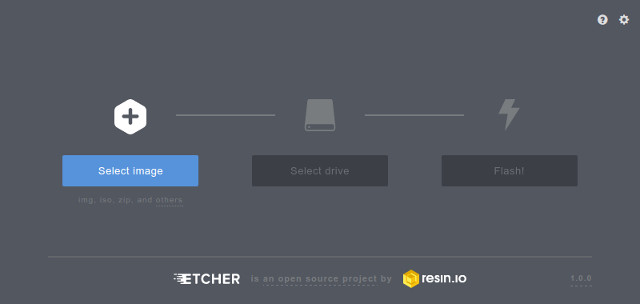 Select image
Select drive
Flash!
img, iso, zip, and others
ETCHER is an open source project by resin.io
1.0.0